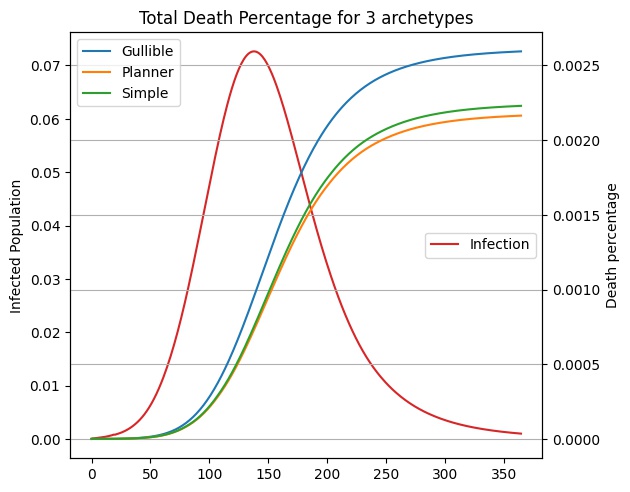 Total Death Percentage for 3 archetypes
Gullible
Planner
Simple
Infection
Infected Population
0.07
0.06
0.05
0.04
0.03
0.02
0.01
0.00
0.0025
0.0020
0.0015
0.0010
0.0005
0.0000
Death percentage
0 50 100 150 200 250 300 350